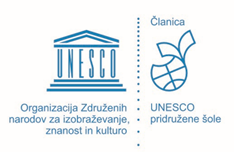 Članica
UNESCO
Organizacija Združenih
narodov za izobraževanje,
znanost in kulturo
UNESCO
pridružene šole